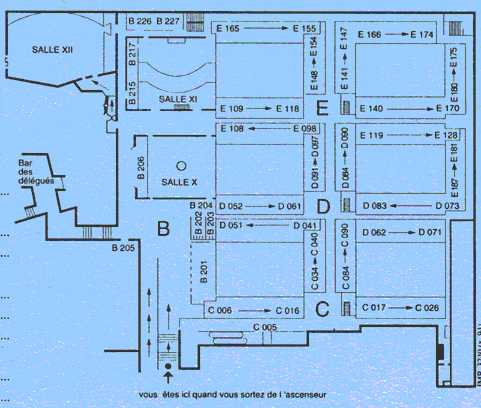 B 226 B 227
E 165 E 155
E 166 E 174
SALLE XII
B 217
B 215
SALLE XI
E 154
E 148
E 147
E 141
E 175
E 180
E 109 E 118
E
E 140 E 170
E 108 E 098
E 119 E 128
Bar
des
délégués
B 206
SALLE X
D 097
D 091
D 090
D 084
E 181
E 187
B 204
D 052 D 061
D
D 083 D 073
B
B 202
B 203
D 051 D 041
D 062 D 071
B 205
B 201
C 040
C 034
C 090
C 084
C 006 C 016
C
C 017 C 026
C 005
vous êtes ici quand vous sortez de l 'ascenseur